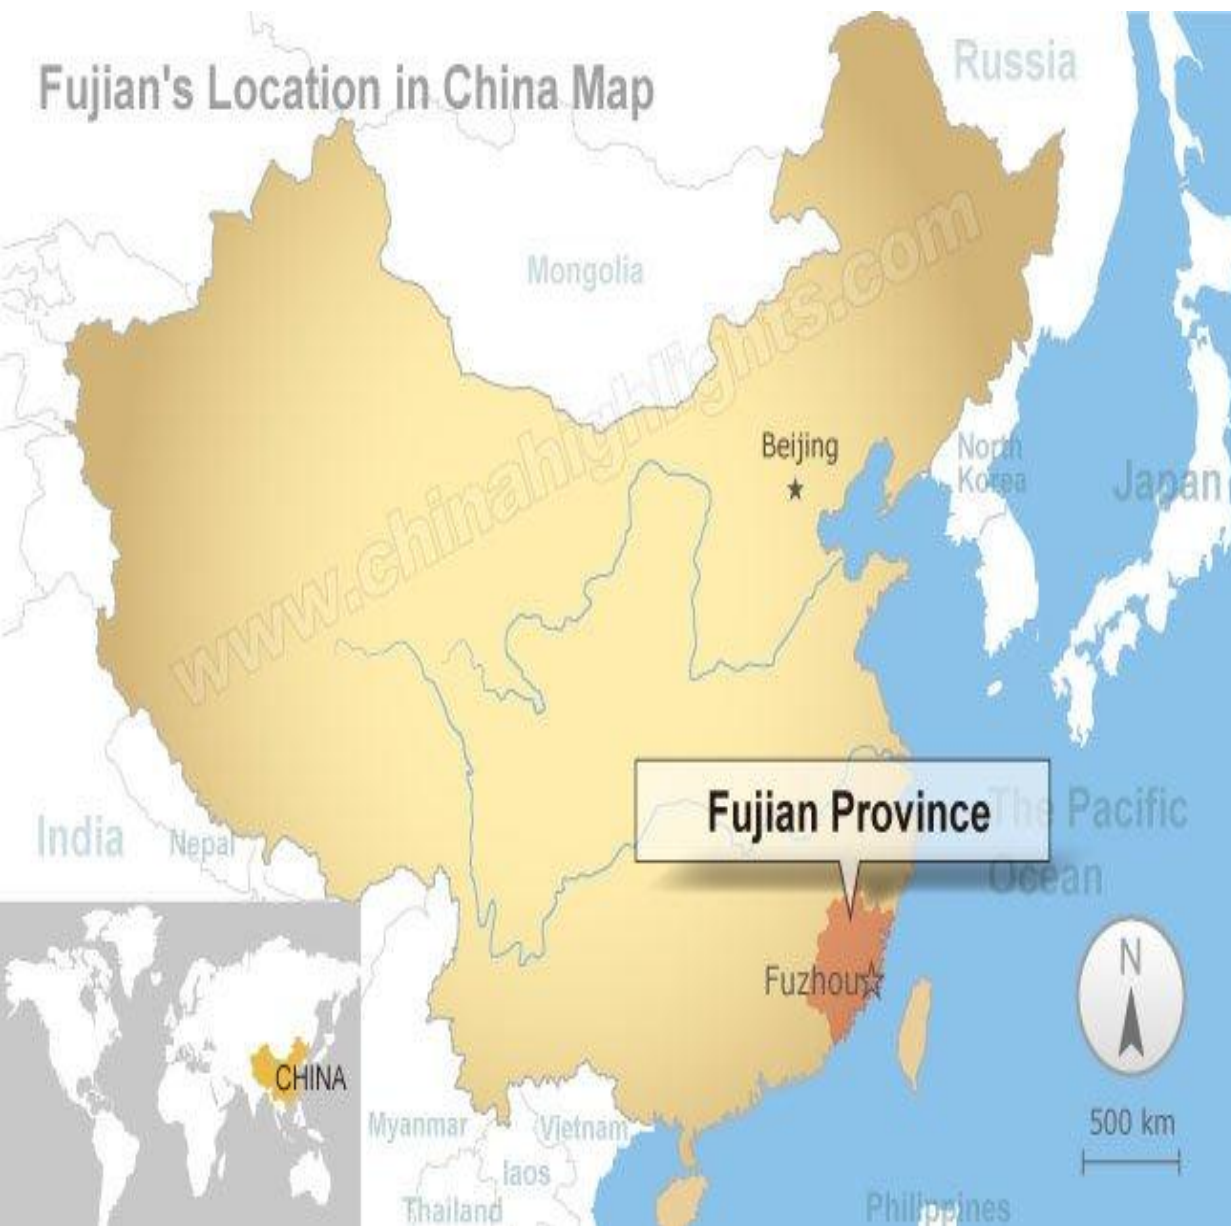 Fujian's Location in China Map
Russia
Mongolia
www.chinahighlights.com
Beijing
North
Korea
Japan
Fujian Province
The Pacific
Ocean
India
Nepal
Fuzhou
N
500 km
CHINA
Myanmar
Vietnam
laos
Thailand
Philippines